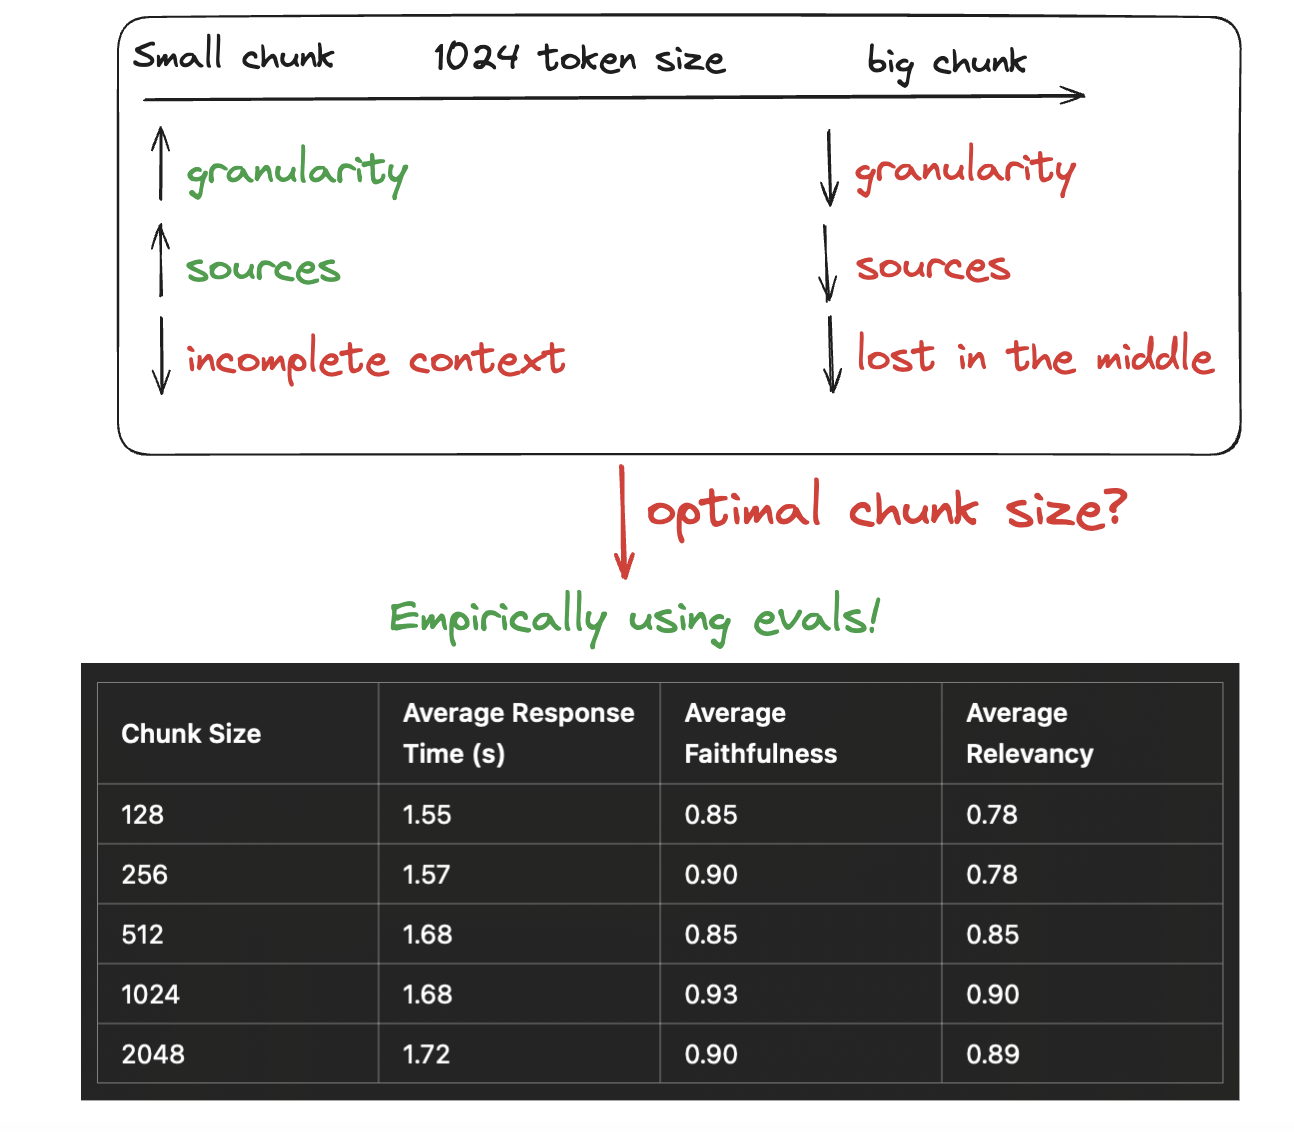 Small chunk 1024 token size big chunk
granularity granularity
sources sources
incomplete context lost in the middle
optimal chunk size?
Empirically using evals!
Chunk Size Average Response Time (s) Average Faithfulness Average Relevancy
128 1.55 0.85 0.78
256 1.57 0.90 0.78
512 1.68 0.85 0.85
1024 1.68 0.93 0.90
2048 1.72 0.90 0.89